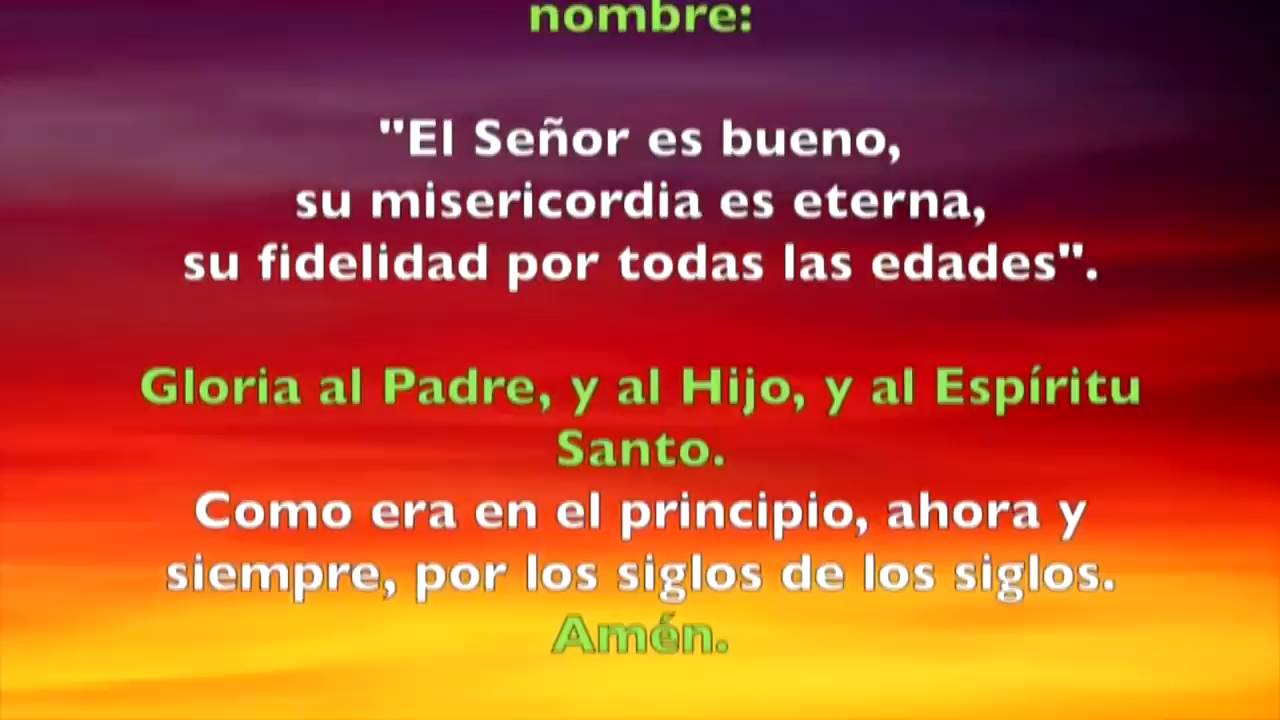 nombre:
"El Señor es bueno,
su misericordia es eterna,
su fidelidad por todas las edades".
Gloria al Padre, y al Hijo, y al Espíritu
Santo.
Como era en el principio, ahora y
siempre, por los siglos de los siglos.
Amén.